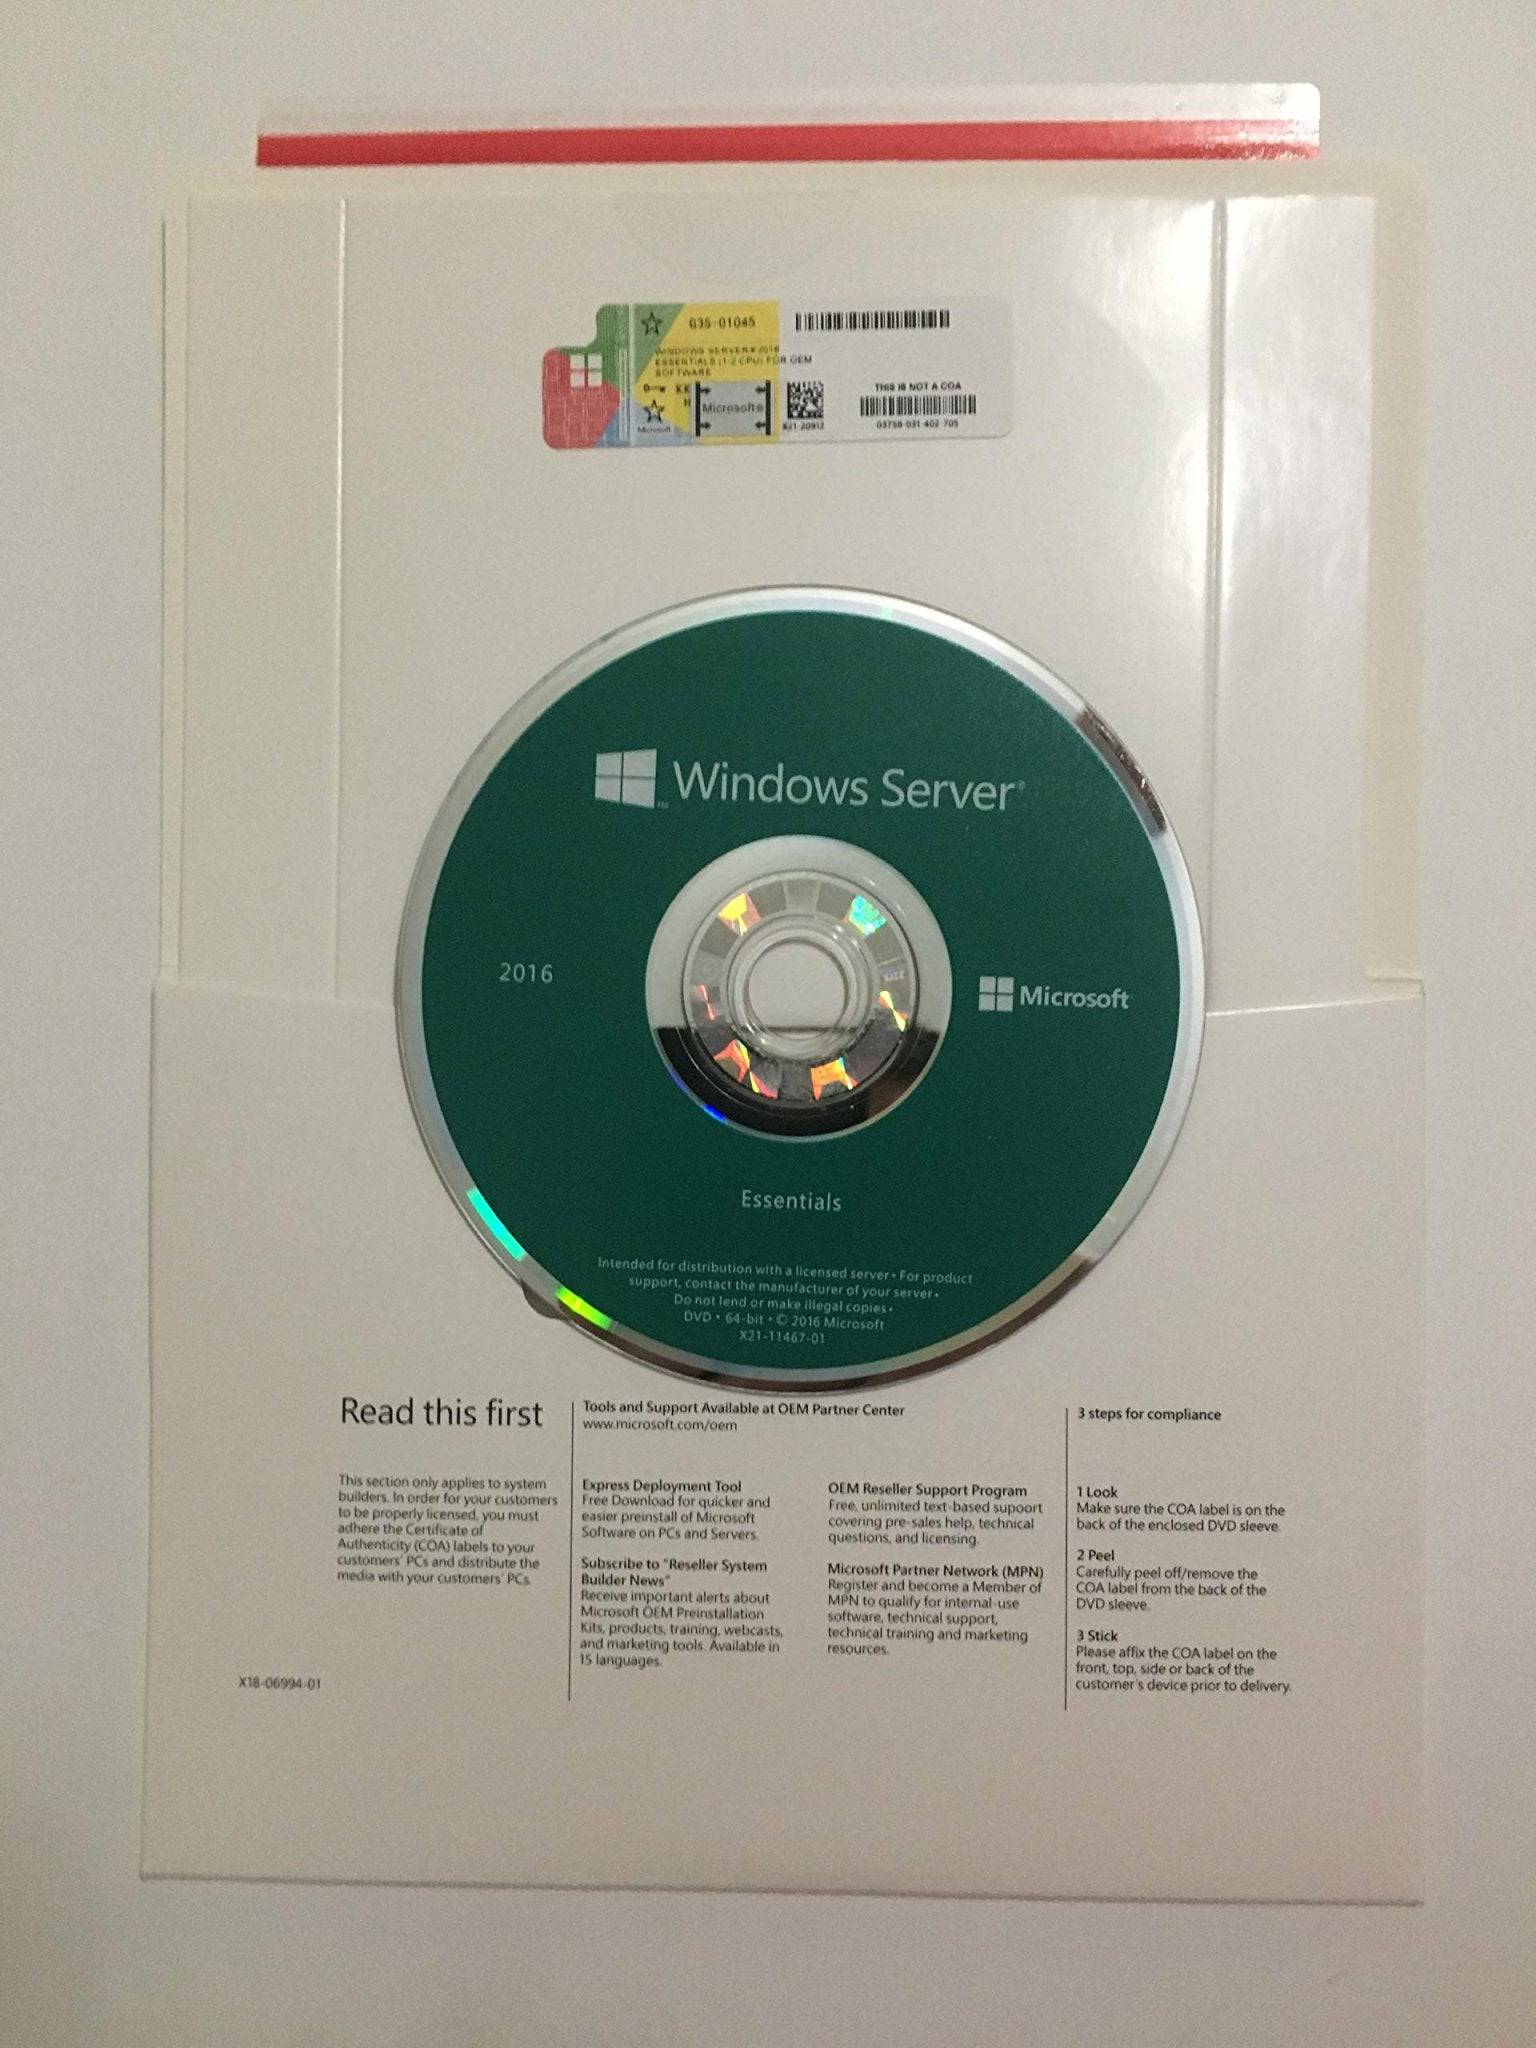 G3S-01045
WINDOWS SERVER® 2016
ESSENTIALS (1-2 CPU) FOR OEM
SOFTWARE
THIS IS NOT A COA
KK
H
Microsoft®
Microsoft
X21-20912
03758-031-402-705
Windows Server®
2016
Microsoft
Essentials
Intended for distribution with a licensed server • For product
support, contact the manufacturer of your server •
Do not lend or make illegal copies •
DVD • 64-bit • © 2016 Microsoft
X21-11467-01
Read this first
This section only applies to system
builders. In order for your customers
to be properly licensed, you must
adhere the Certificate of
Authenticity (COA) labels to your
customers' PCs and distribute the
media with your customers' PCs.
X18-06994-01
Tools and Support Available at OEM Partner Center
www.microsoft.com/oem
Express Deployment Tool
Free Download for quicker and
easier preinstall of Microsoft
Software on PCs and Servers.
Subscribe to "Reseller System
Builder News"
Receive important alerts about
Microsoft OEM Preinstallation
Kits, products, training, webcasts,
and marketing tools. Available in
15 languages.
OEM Reseller Support Program
Free, unlimited text-based support
covering pre-sales help, technical
questions, and licensing.
Microsoft Partner Network (MPN)
Register and become a Member of
MPN to qualify for internal-use
software, technical support,
technical training and marketing
resources.
3 steps for compliance
1 Look
Make sure the COA label is on the
back of the enclosed DVD sleeve.
2 Peel
Carefully peel off/remove the
COA label from the back of the
DVD sleeve.
3 Stick
Please affix the COA label on the
front, top, side or back of the
customer's device prior to delivery.